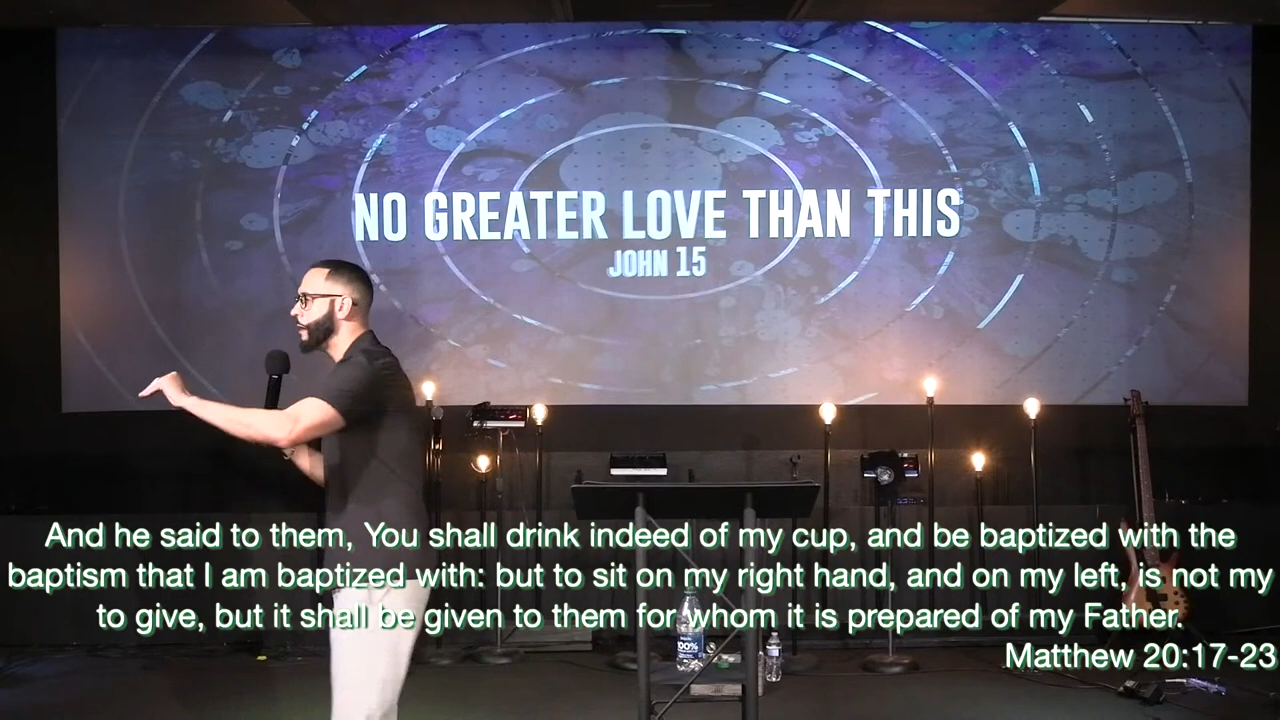 NO GREATER LOVE THAN THIS
JOHN 15
And he said to them, You shall drink indeed of my cup, and be baptized with the
baptism that I am baptized with: but to sit on my right hand, and on my left, is not my
to give, but it shall be given to them for whom it is prepared of my Father.
Matthew 20:17-23
100%